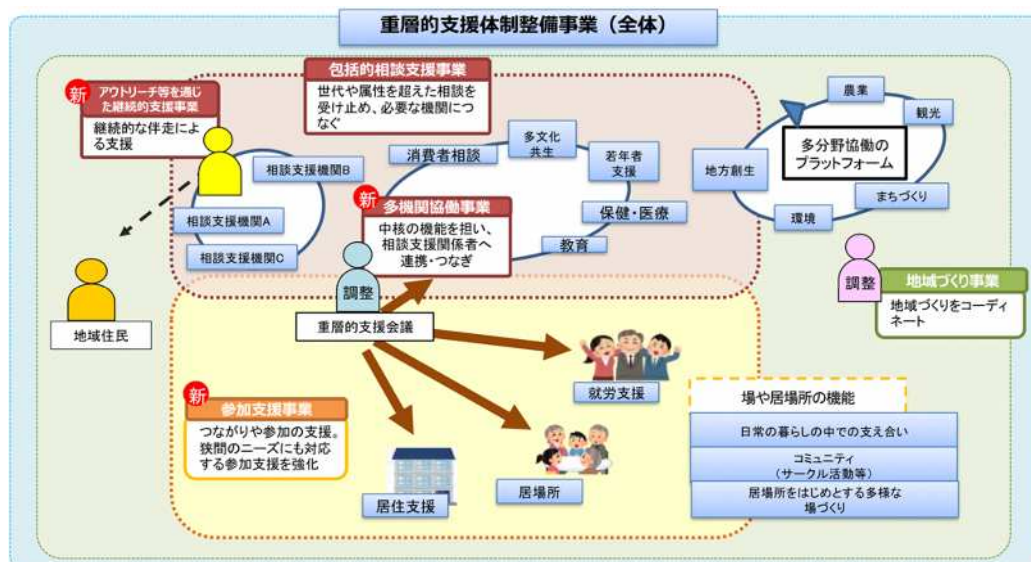 重層的支援体制整備事業（全体）
新
アウトリーチ等を通じ
た継続的支援事業
継続的な伴走によ
る支援
包括的相談支援事業
世代や属性を超えた相談を
受け止め、必要な機関につ
なぐ
相談支援機関B
相談支援機関A
相談支援機関C
消費者相談
多文化
共生
若年者
支援
保健・医療
教育
新
多機関協働事業
中核の機能を担い、
相談支援関係者へ
連携・つなぎ
農業
観光
多分野協働の
プラットフォーム
地方創生
まちづくり
環境
調整
地域づくり事業
地域づくりをコーディ
ネート
地域住民
調整
重層的支援会議
就労支援
新
参加支援事業
つながりや参加の支援。
狭間のニーズにも対応
する参加支援を強化
居住支援
居場所
場や居場所の機能
日常の暮らしの中での支え合い
コミュニティ
（サークル活動等）
居場所をはじめとする多様な
場づくり